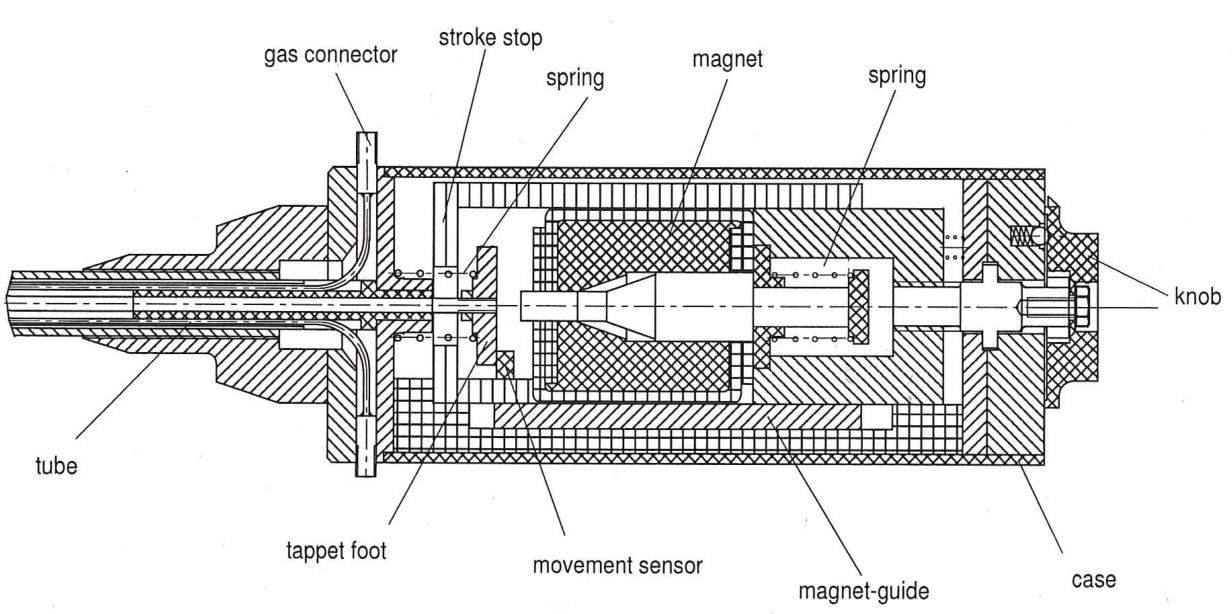 stroke stop
gas connector
spring
magnet
spring
knob
tube
tappet foot
movement sensor
magnet-guide
case